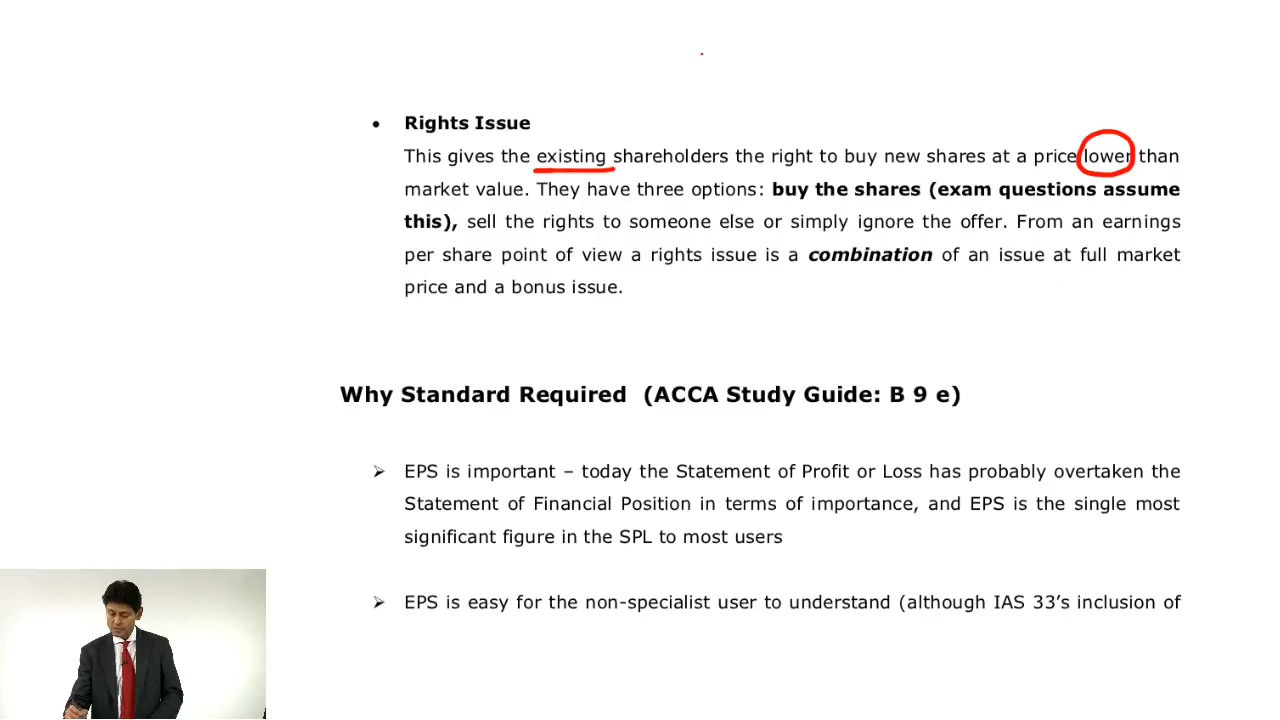 • Rights Issue
This gives the existing shareholders the right to buy new shares at a price lower than
market value. They have three options: buy the shares (exam questions assume
this), sell the rights to someone else or simply ignore the offer. From an earnings
per share point of view a rights issue is a combination of an issue at full market
price and a bonus issue.
Why Standard Required (ACCA Study Guide: B 9 e)
➢ EPS is important – today the Statement of Profit or Loss has probably overtaken the
Statement of Financial Position in terms of importance, and EPS is the single most
significant figure in the SPL to most users
➢ EPS is easy for the non-specialist user to understand (although IAS 33’s inclusion of